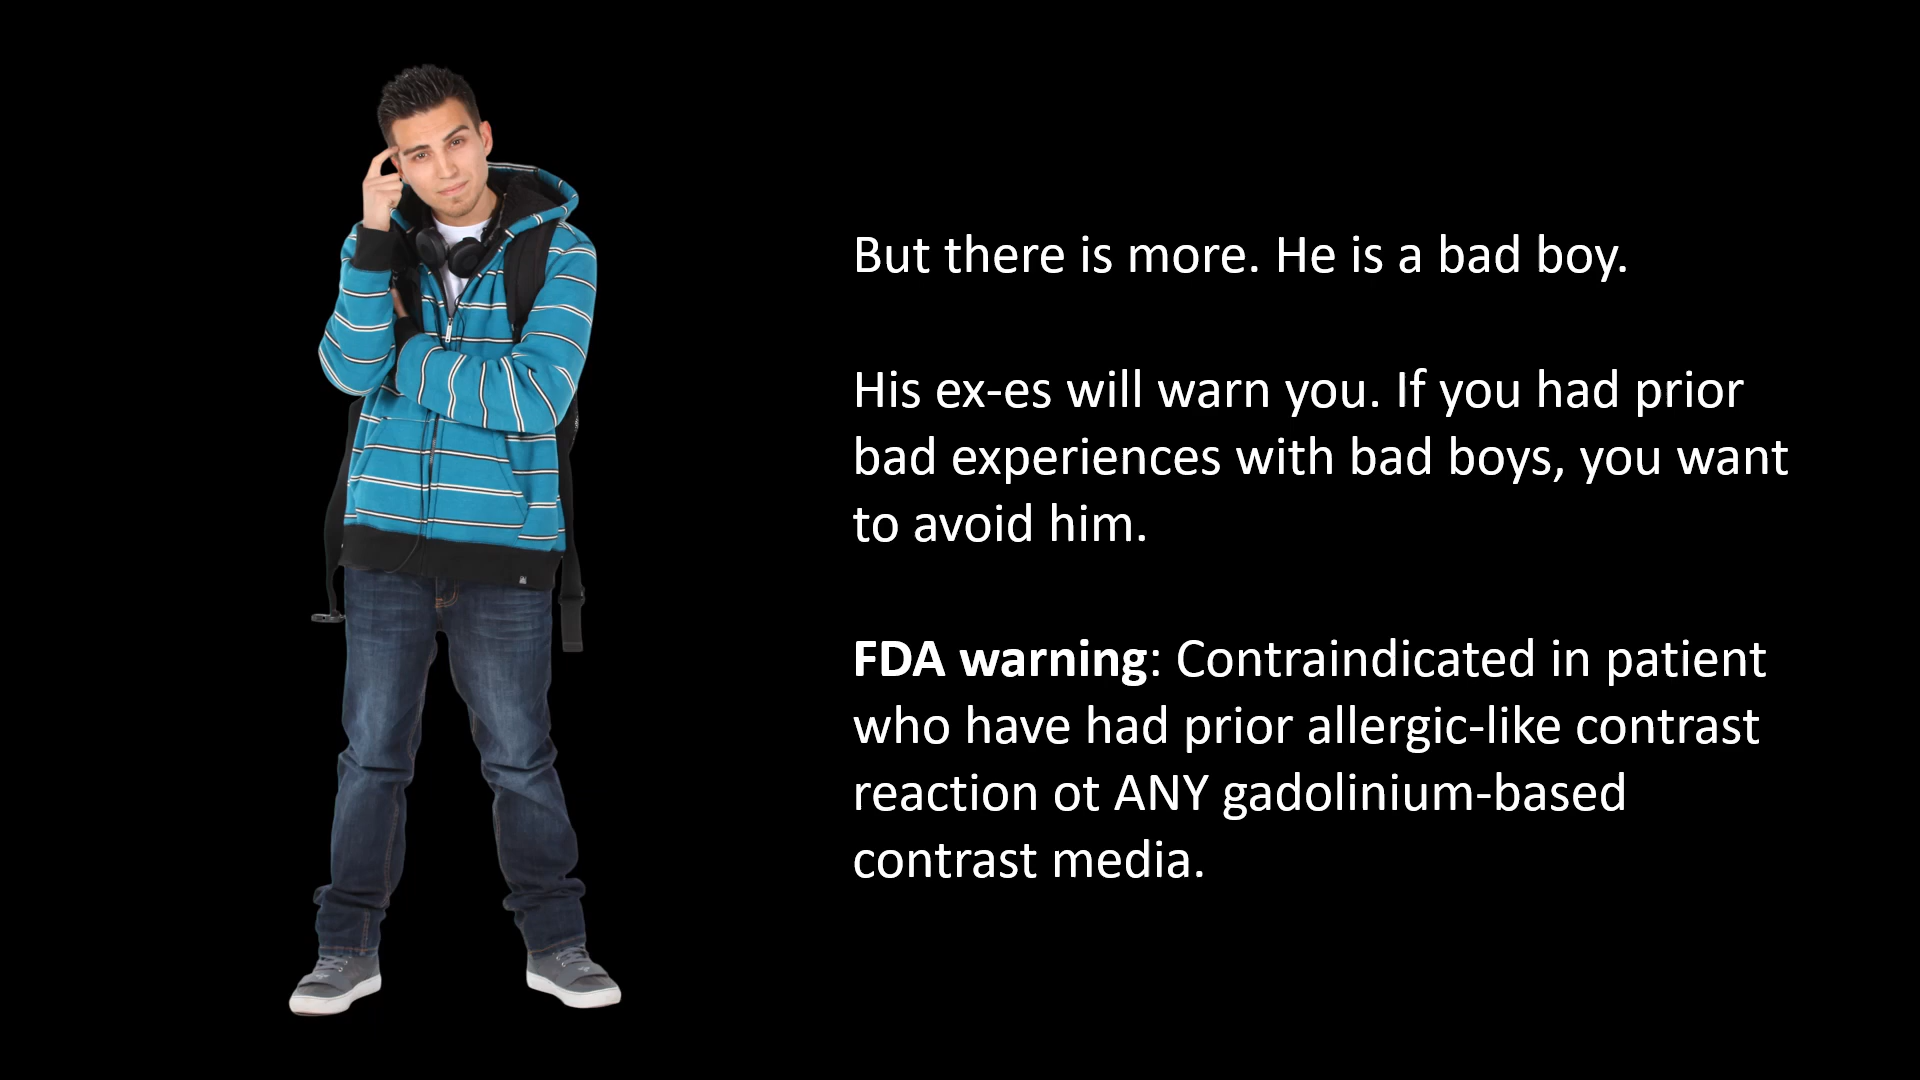 But there is more. He is a bad boy.
His ex-es will warn you. If you had prior
bad experiences with bad boys, you want
to avoid him.
FDA warning: Contraindicated in patient
who have had prior allergic-like contrast
reaction ot ANY gadolinium-based
contrast media.